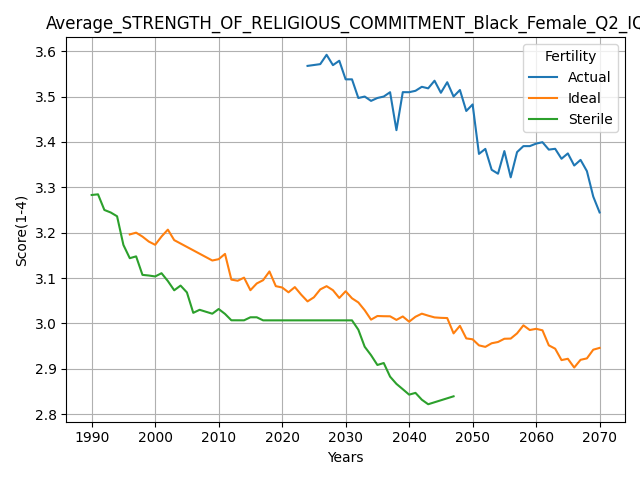 Average_STRENGTH_OF_RELIGIOUS_COMMITMENT_Black_Female_Q2_IQ
Fertility
Actual
Ideal
Sterile
Score(1-4)
3.6
3.5
3.4
3.3
3.2
3.1
3.0
2.9
2.8
1990 2000 2010 2020 2030 2040 2050 2060 2070
Years